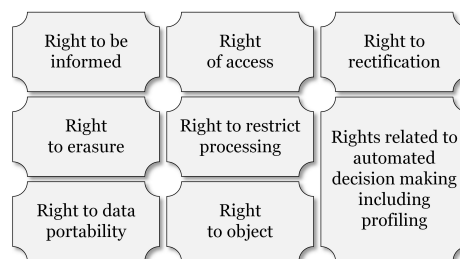 Right to be
informed
Right
of access
Right to
rectification
Right
to erasure
Right to restrict
processing
Rights related to
automated
decision making
including
profiling
Right to data
portability
Right
to object